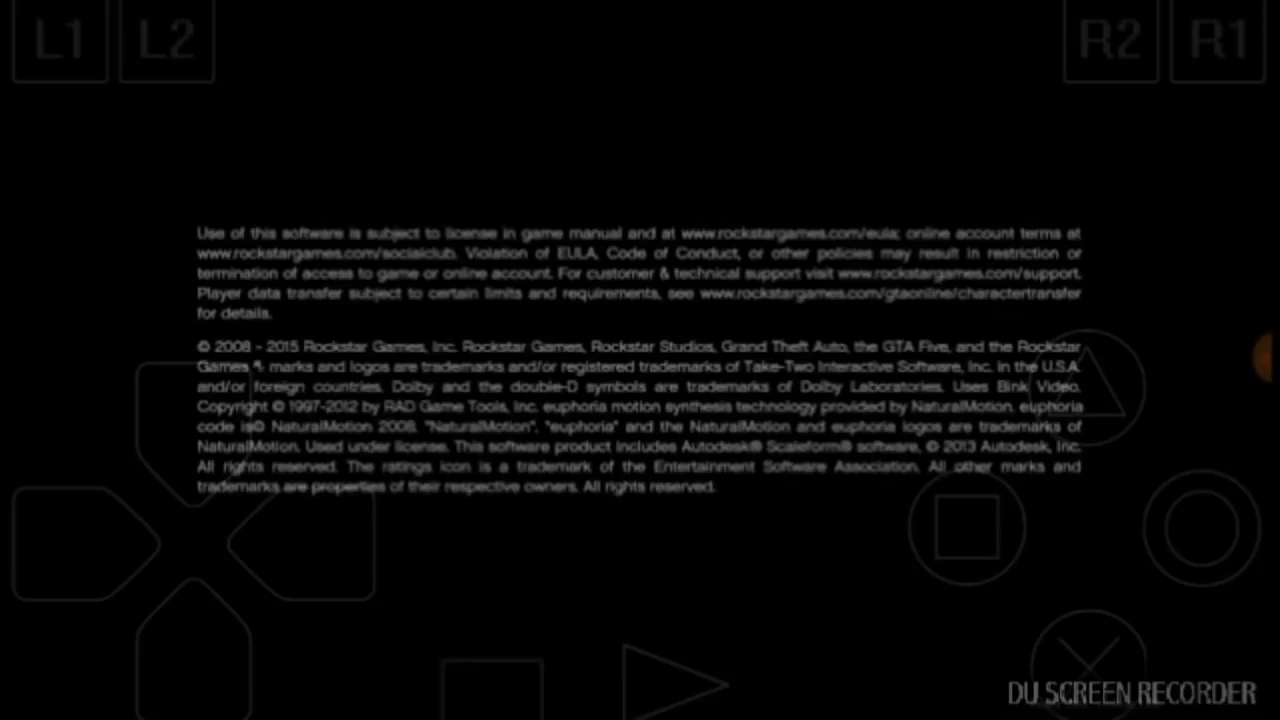 L1 L2 R2 R1
Use of this software is subject to license in game manual and at www.rockstargames.com/eula; online account terms at
www.rockstargames.com/socialclub. Violation of EULA, Code of Conduct, or other policies may result in restriction or
termination of access to game or online account. For customer & technical support visit www.rockstargames.com/support.
Player data transfer subject to certain limits and requirements, see www.rockstargames.com/gtaonline/charactertransfer
for details.
© 2008 - 2015 Rockstar Games, Inc. Rockstar Games, Rockstar Studios, Grand Theft Auto, the GTA Five, and the Rockstar
Games marks and logos are trademarks and/or registered trademarks of Take-Two Interactive Software, Inc. in the U.S.A.
and/or foreign countries. Dolby and the double-D symbols are trademarks of Dolby Laboratories. Uses Bink Video.
Copyright © 1997-2012 by RAD Game Tools, Inc. euphoria motion synthesis technology provided by NaturalMotion. euphoria
code is© NaturalMotion 2008. "NaturalMotion", "euphoria" and the NaturalMotion and euphoria logos are trademarks of
NaturalMotion. Used under license. This software product includes Autodesk® Scaleform® software, © 2013 Autodesk, Inc.
All rights reserved. The ratings icon is a trademark of the Entertainment Software Association. All other marks and
trademarks are properties of their respective owners. All rights reserved.
DU SCREEN RECORDER